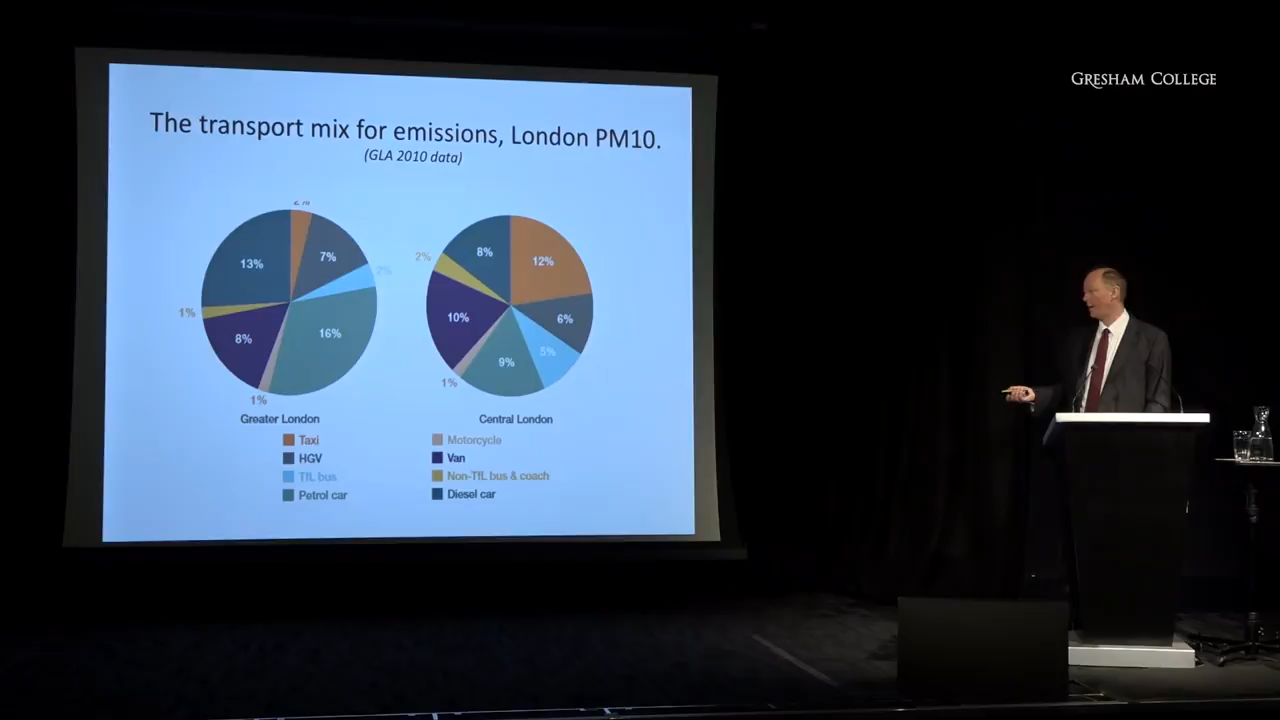 GRESHAM COLLEGE
The transport mix for emissions, London PM10.
(GLA 2010 data)
13%
7%
2%
16%
1%
8%
1%
Greater London
2%
8%
12%
6%
5%
9%
10%
1%
Central London
Taxi
HGV
TfL bus
Petrol car
Motorcycle
Van
Non-TfL bus & coach
Diesel car